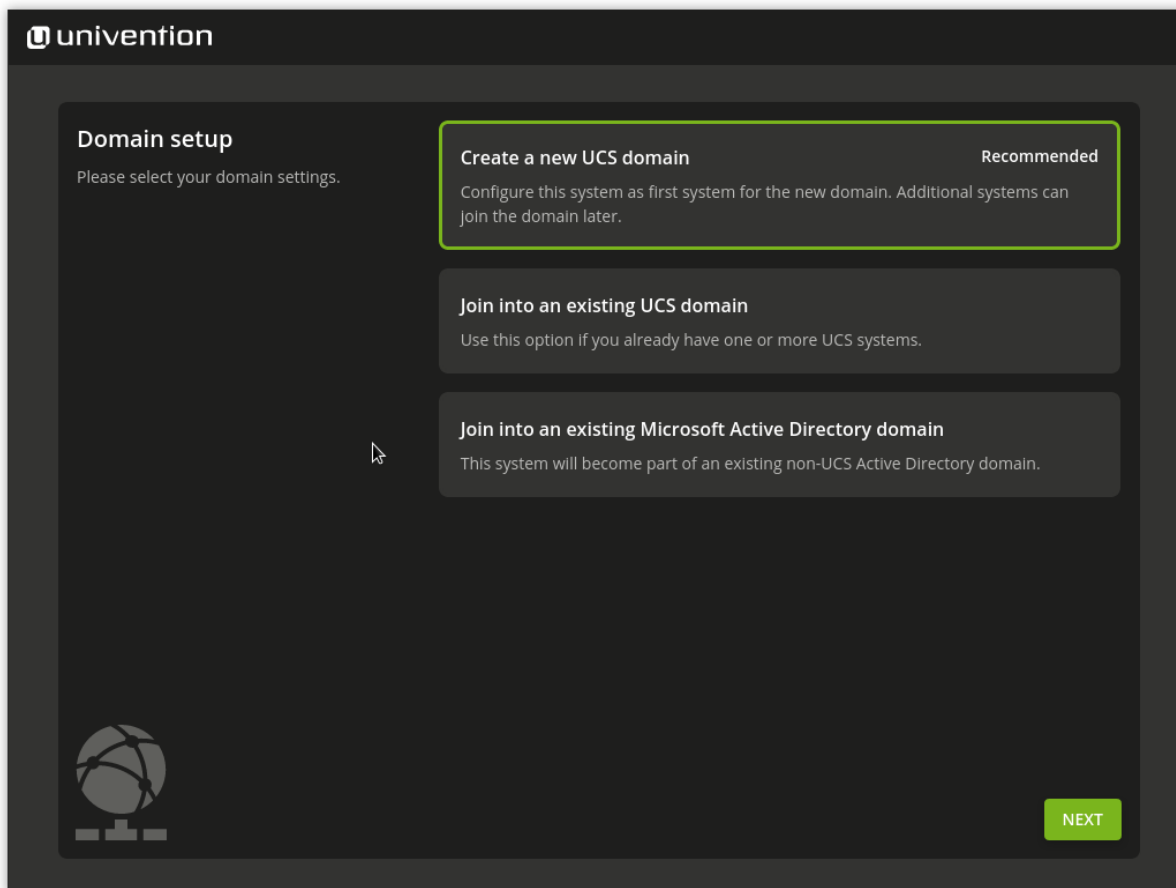 univention
Domain setup
Please select your domain settings.
Create a new UCS domain
Recommended
Configure this system as first system for the new domain. Additional systems can
join the domain later.
Join into an existing UCS domain
Use this option if you already have one or more UCS systems.
Join into an existing Microsoft Active Directory domain
This system will become part of an existing non-UCS Active Directory domain.
NEXT